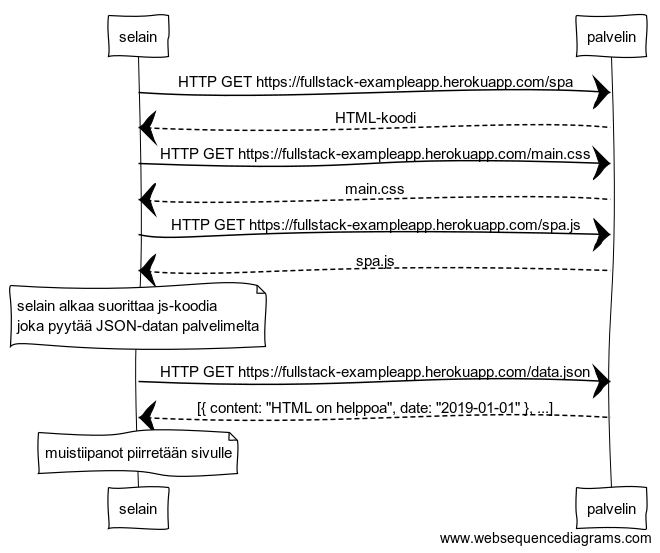 selain
palvelin
HTTP GET https://fullstack-exampleapp.herokuapp.com/spa
HTML-koodi
HTTP GET https://fullstack-exampleapp.herokuapp.com/main.css
main.css
HTTP GET https://fullstack-exampleapp.herokuapp.com/spa.js
spa.js
selain alkaa suorittaa js-koodia
joka pyytää JSON-datan palvelimelta
HTTP GET https://fullstack-exampleapp.herokuapp.com/data.json
[{ content: "HTML on helppoa", date: "2019-01-01" }, ...]
muistiipanot piirretään sivulle
selain
palvelin
www.websequencediagrams.com